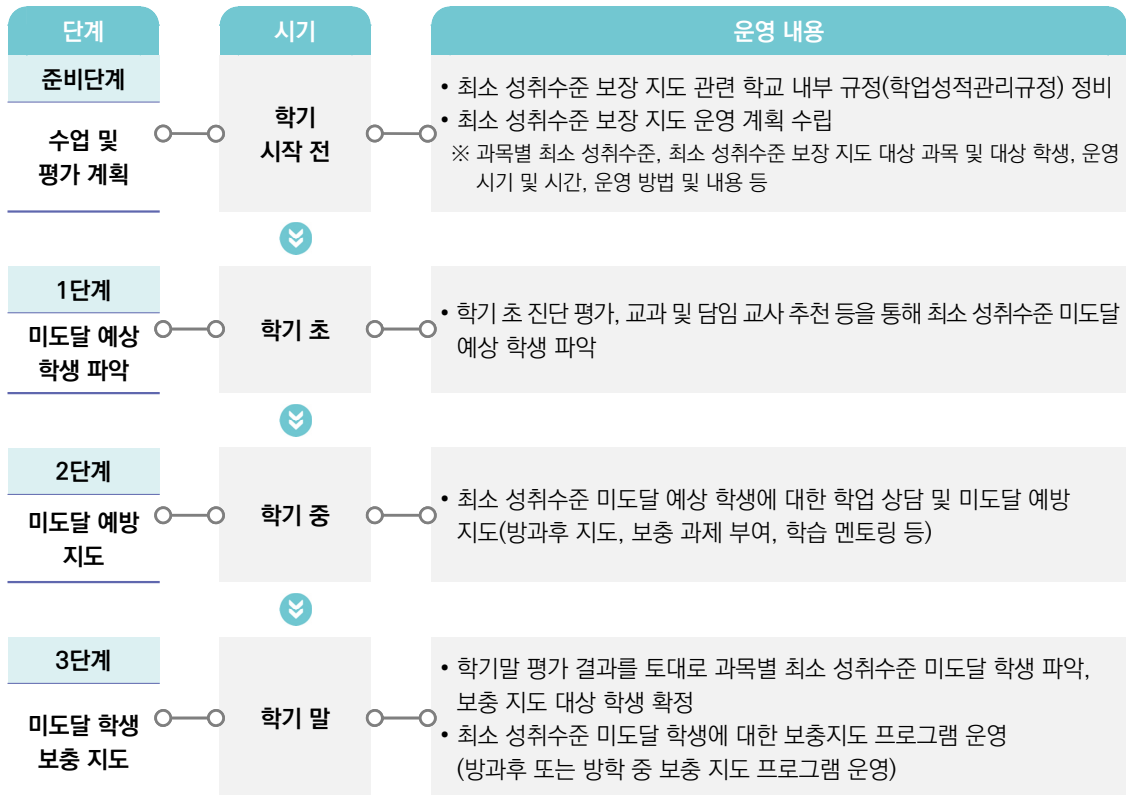 단계
시기
운영 내용
준비단계
수업 및
평가 계획
학기
시작 전
• 최소 성취수준 보장 지도 관련 학교 내부 규정(학업성적관리규정) 정비
• 최소 성취수준 보장 지도 운영 계획 수립
※ 과목별 최소 성취수준, 최소 성취수준 보장 지도 대상 과목 및 대상 학생, 운영
시기 및 시간, 운영 방법 및 내용 등
1단계
미도달 예상
학생 파악
학기 초
• 학기 초 진단 평가, 교과 및 담임 교사 추천 등을 통해 최소 성취수준 미도달
예상 학생 파악
2단계
미도달 예방
지도
학기 중
• 최소 성취수준 미도달 예상 학생에 대한 학업 상담 및 미도달 예방
지도(방과후 지도, 보충 과제 부여, 학습 멘토링 등)
3단계
미도달 학생
보충 지도
학기 말
• 학기말 평가 결과를 토대로 과목별 최소 성취수준 미도달 학생 파악,
보충 지도 대상 학생 확정
• 최소 성취수준 미도달 학생에 대한 보충지도 프로그램 운영
(방과후 또는 방학 중 보충 지도 프로그램 운영)